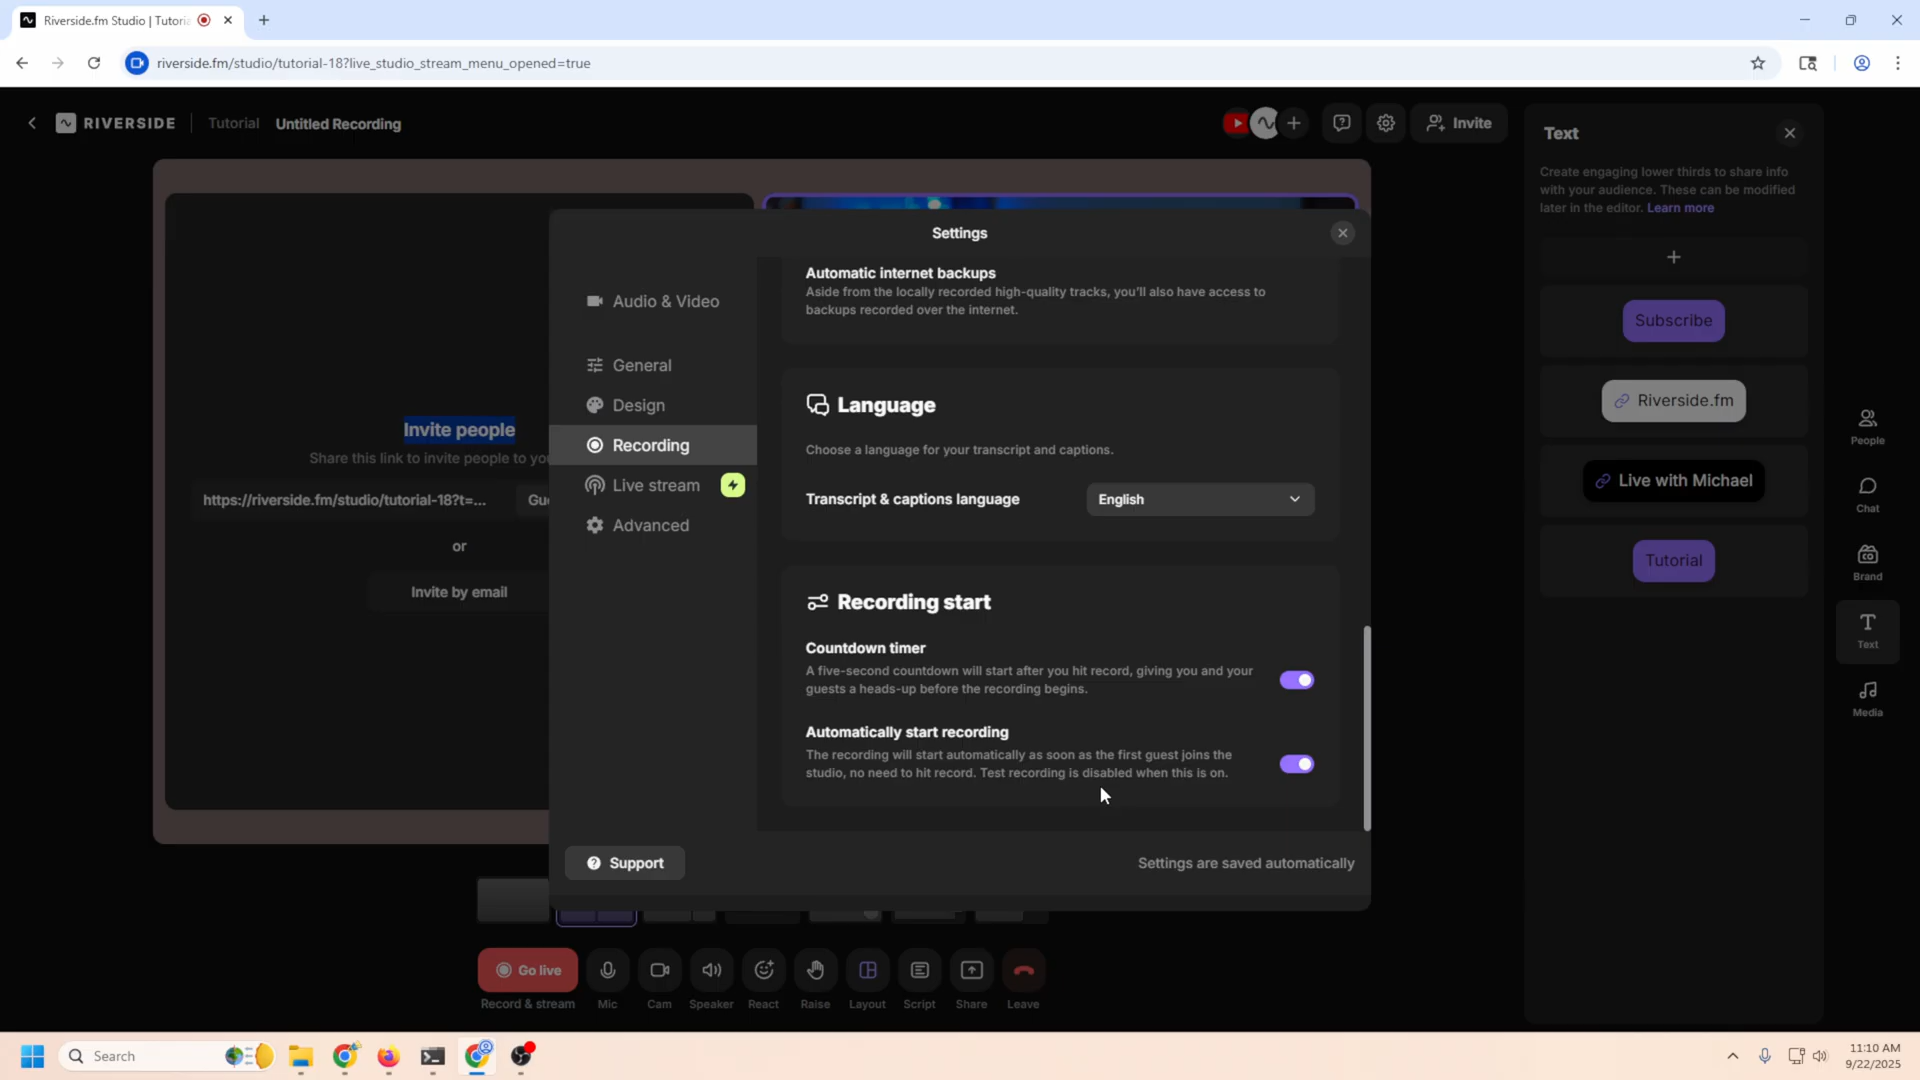 Riverside.fm Studio | Tutoria
riverside.fm/studio/tutorial-18?live_studio_stream_menu_opened=true
RIVERSIDE
Tutorial
Untitled Recording
Invite
Text
Create engaging lower thirds to share info
with your audience. These can be modified
later in the editor. Learn more
Subscribe
Riverside.fm
Live with Michael
Tutorial
People
Chat
Brand
Text
Media
Invite people
Share this link to invite people to yo
https://riverside.fm/studio/tutorial-18?t=...
Gu
or
Invite by email
Settings
Audio & Video
General
Design
Recording
Live stream
Advanced
Automatic internet backups
Aside from the locally recorded high-quality tracks, you'll also have access to
backups recorded over the internet.
Language
Choose a language for your transcript and captions.
Transcript & captions language
English
Recording start
Countdown timer
A five-second countdown will start after you hit record, giving you and your
guests a heads-up before the recording begins.
Automatically start recording
The recording will start automatically as soon as the first guest joins the
studio, no need to hit record. Test recording is disabled when this is on.
Support
Settings are saved automatically
Go live
Record & stream
Mic
Cam
Speaker
React
Raise
Layout
Script
Share
Leave
Search
11:10 AM
9/22/2025